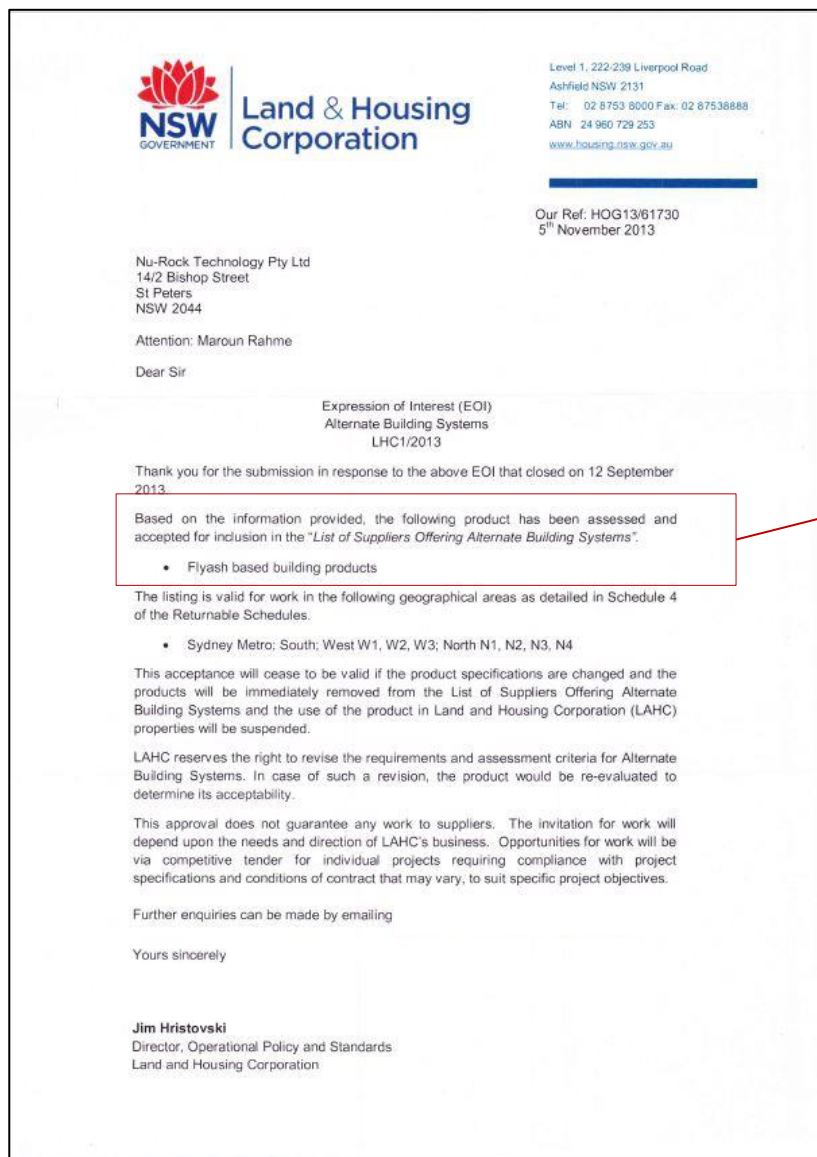 NSW
GOVERNMENT
Land & Housing
Corporation
Level 1, 222-239 Liverpool Road
Ashfield NSW 2131
Tel: 02 8753 8000 Fax: 02 87538888
ABN 24 960 729 253
www.housing.nsw.gov.au
Our Ref: HOG13/61730
5th November 2013
Nu-Rock Technology Pty Ltd
14/2 Bishop Street
St Peters
NSW 2044
Attention: Maroun Rahme
Dear Sir
Expression of Interest (EOI)
Alternate Building Systems
LHC1/2013
Thank you for the submission in response to the above EOI that closed on 12 September
2013.
Based on the information provided, the following product has been assessed and
accepted for inclusion in the "List of Suppliers Offering Alternate Building Systems".
• Flyash based building products
The listing is valid for work in the following geographical areas as detailed in Schedule 4
of the Returnable Schedules.
• Sydney Metro; South; West W1, W2, W3; North N1, N2, N3, N4
This acceptance will cease to be valid if the product specifications are changed and the
products will be immediately removed from the List of Suppliers Offering Alternate
Building Systems and the use of the product in Land and Housing Corporation (LAHC)
properties will be suspended.
LAHC reserves the right to revise the requirements and assessment criteria for Alternate
Building Systems. In case of such a revision, the product would be re-evaluated to
determine its acceptability.
This approval does not guarantee any work to suppliers. The invitation for work will
depend upon the needs and direction of LAHC's business. Opportunities for work will be
via competitive tender for individual projects requiring compliance with project
specifications and conditions of contract that may vary, to suit specific project objectives.
Further enquiries can be made by emailing
Yours sincerely
Jim Hristovski
Director, Operational Policy and Standards
Land and Housing Corporation